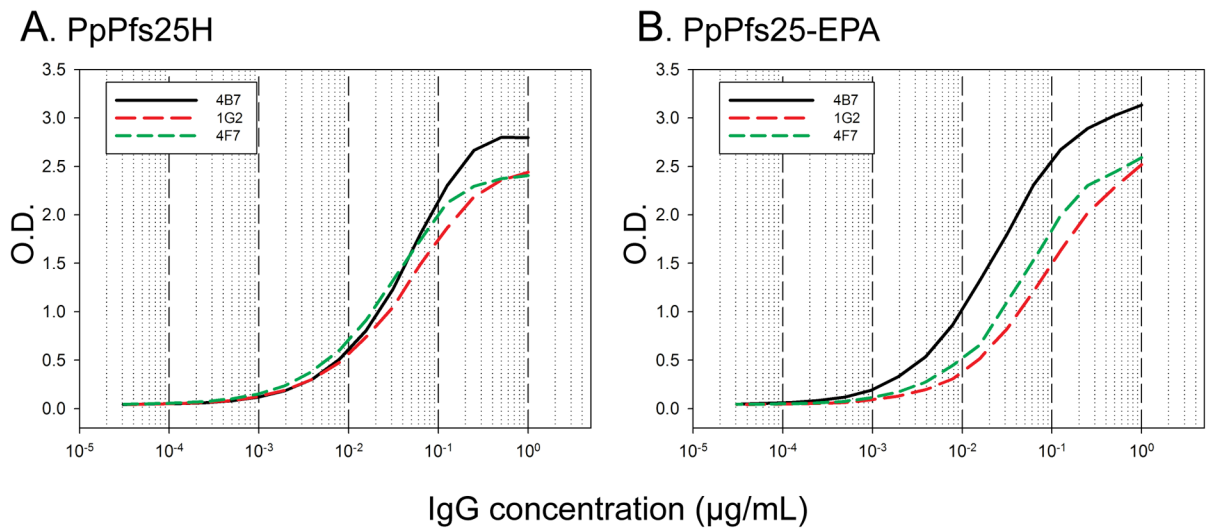 A. PpPfs25H
B. PpPfs25-EPA
3.5
3.0
2.5
2.0
1.5
1.0
0.5
0.0
O.D.
4B7
1G2
4F7
10⁻⁵
10⁻⁴
10⁻³
10⁻²
10⁻¹
10⁰
3.5
3.0
2.5
2.0
1.5
1.0
0.5
0.0
O.D.
4B7
1G2
4F7
10⁻⁵
10⁻⁴
10⁻³
10⁻²
10⁻¹
10⁰
IgG concentration (μg/mL)